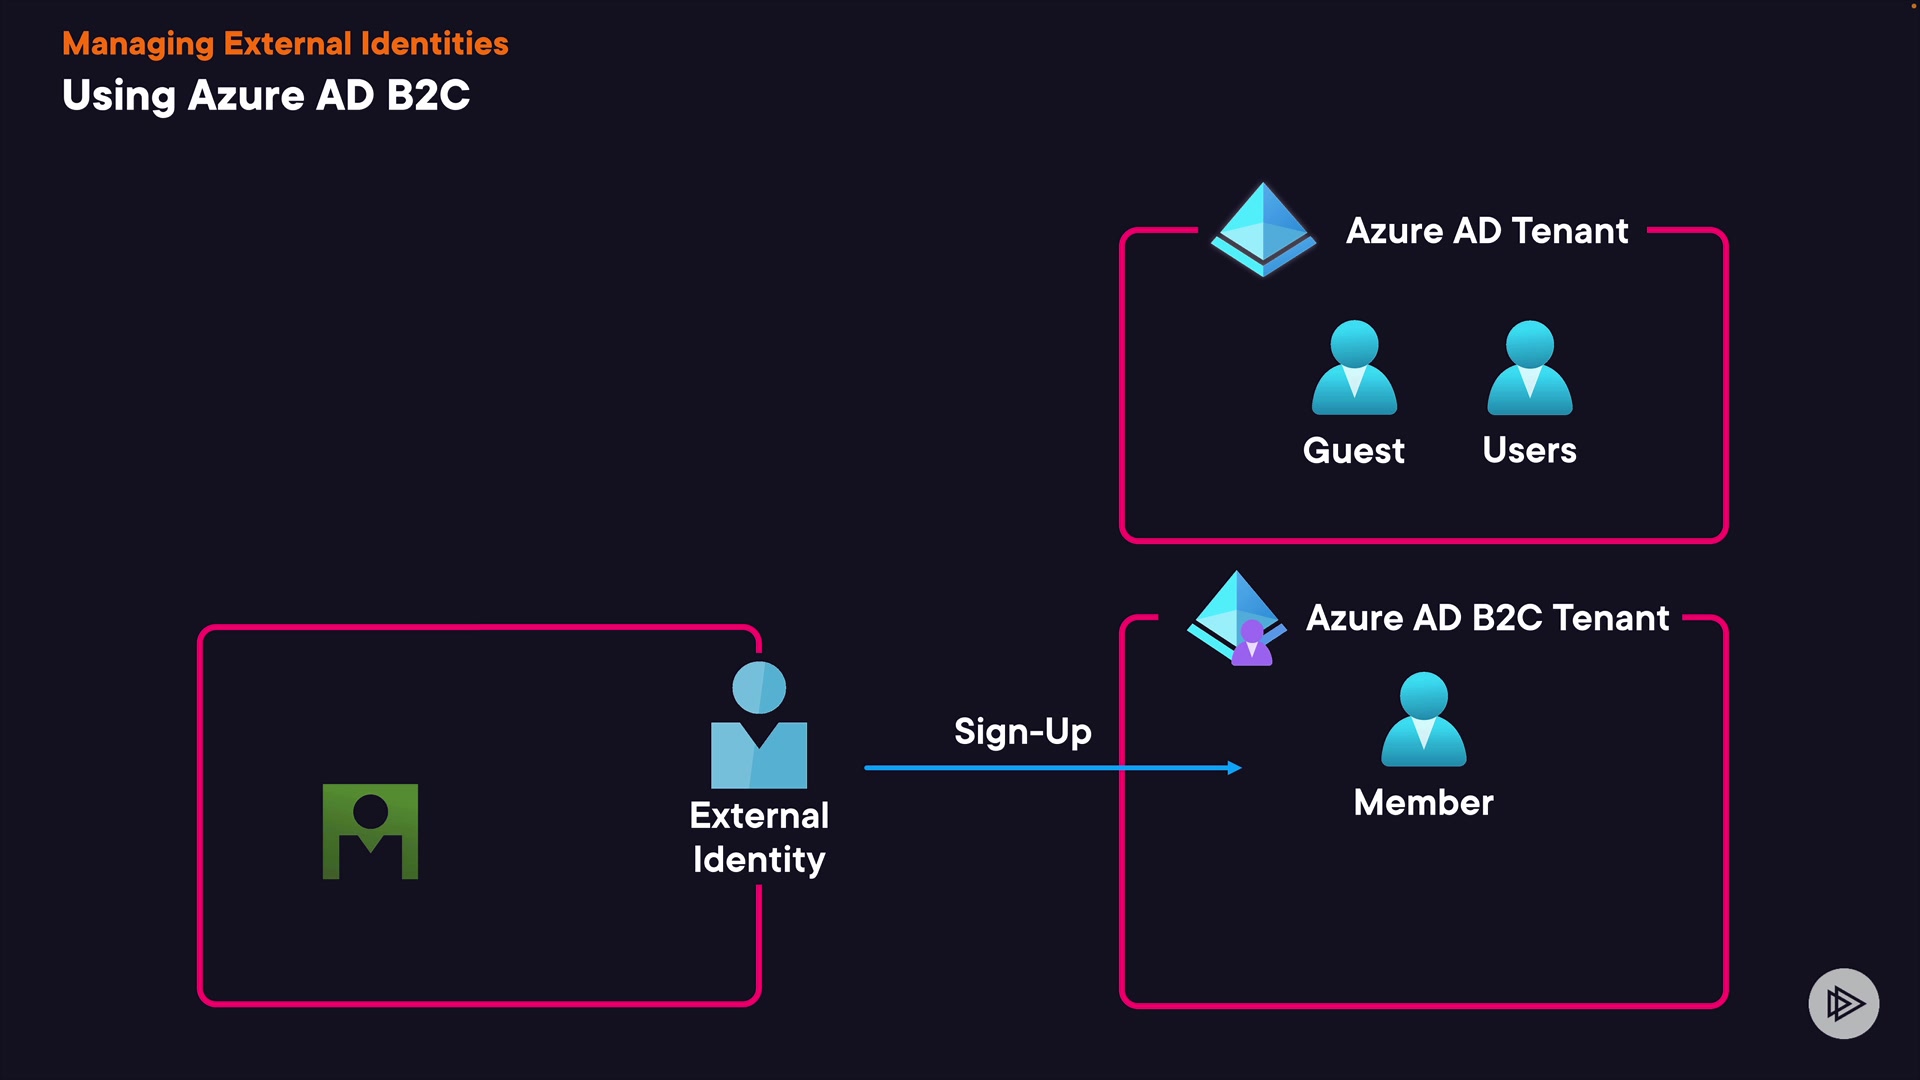 Managing External Identities
Using Azure AD B2C
Azure AD Tenant
Guest
Users
Azure AD B2C Tenant
Sign-Up
External
Identity
Member